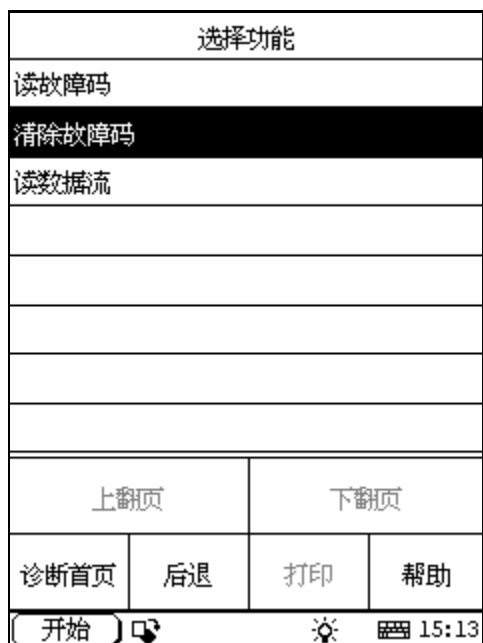 选择功能
读故障码
清除故障码
读数据流
上翻页 下翻页
诊断首页 后退 打印 帮助
开始 15:13